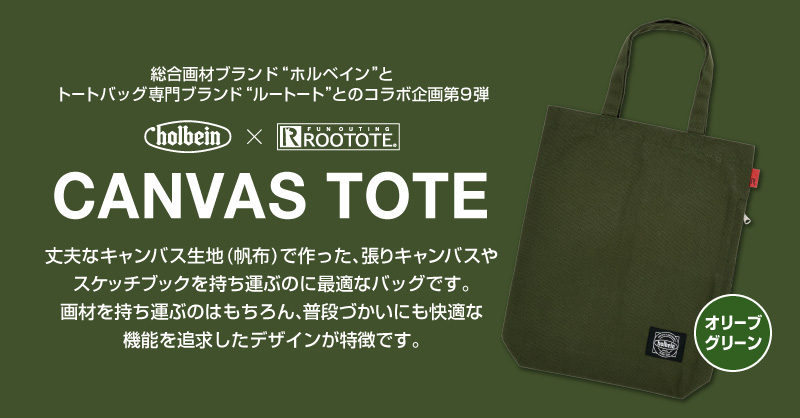 総合画材ブランド“ホルベイン”と
トートバッグ専門ブランド“ルートート”とのコラボ企画第9弾
holbein × R FUN OUTING ROOTOTE®
CANVAS TOTE
丈夫なキャンバス生地（帆布）で作った、張りキャンバスや
スケッチブックを持ち運ぶのに最適なバッグです。
画材を持ち運ぶのはもちろん、普段づかいにも快適な
機能を追求したデザインが特徴です。
holbein
オリーブ
グリーン